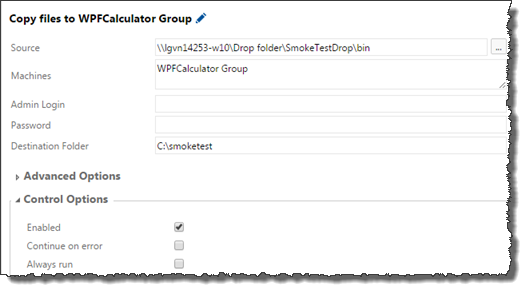 Copy files to WPFCalculator Group
Source \\lgvn14253-w10\Drop folder\SmokeTestDrop\bin ...
Machines WPFCalculator Group
Admin Login
Password
Destination Folder C:\smoketest
Advanced Options
Control Options
Enabled
Continue on error
Always run